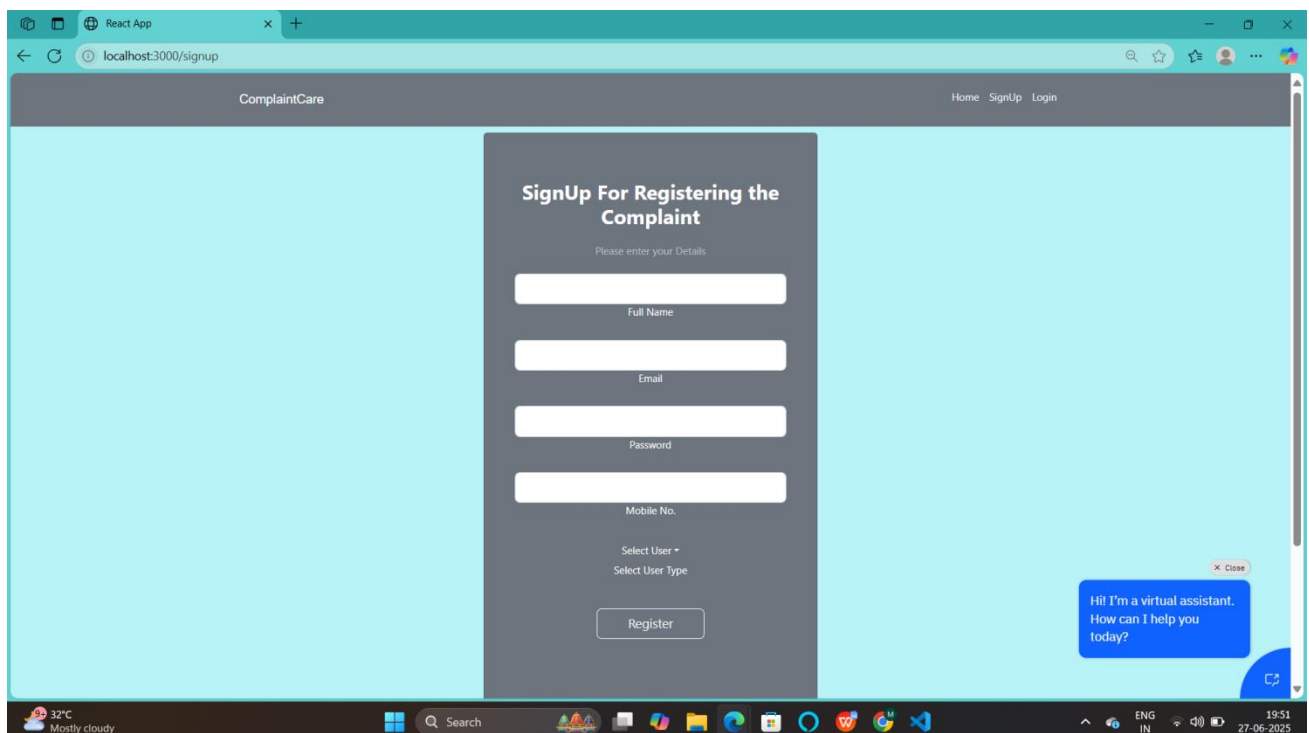 React App
localhost:3000/signup
ComplaintCare
Home SignUp Login
SignUp For Registering the
Complaint
Please enter your Details
Full Name
Email
Password
Mobile No.
Select User
Select User Type
Register
× Close
Hi! I'm a virtual assistant.
How can I help you
today?
9+
32°C
Mostly cloudy
Search
ENG
IN
19:51
27-06-2025